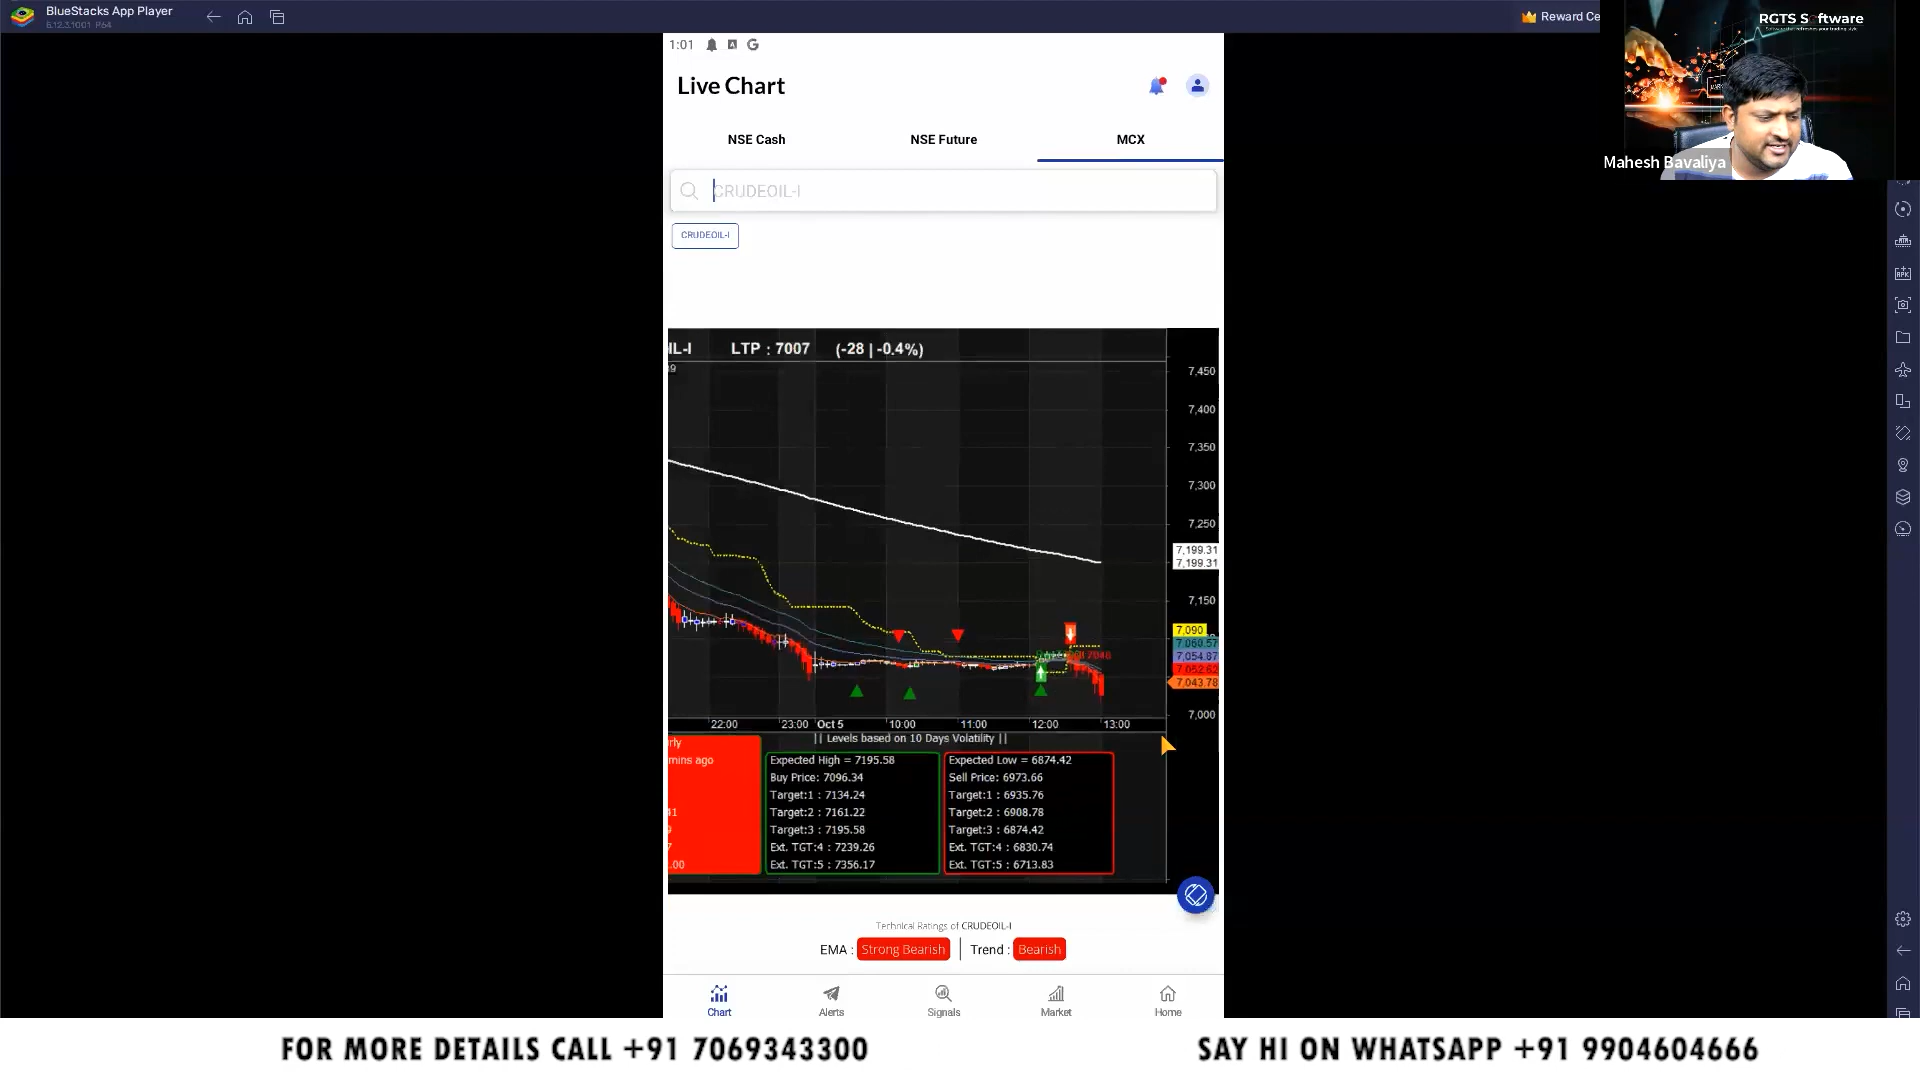 BlueStacks App Player
5.12.3.1001 P64
Reward Ce
RGTS Software
Mahesh Bavaliya
1:01
Live Chart
NSE Cash
NSE Future
MCX
CRUDEOIL-I
CRUDEOIL-I
IL-I LTP : 7007 (-28 | -0.4%)
7,450
7,400
7,350
7,300
7,250
7,199.31
7,199.31
7,150
7,090
7,060.57
7,054.87
7,052.62
7,043.78
7,000
22:00 23:00 Oct 5 10:00 11:00 12:00 13:00
|| Levels based on 10 Days Volatility ||
rly
mins ago
.00
Expected High = 7195.58
Buy Price: 7096.34
Target:1 : 7134.24
Target:2 : 7161.22
Target:3 : 7195.58
Ext. TGT:4 : 7239.26
Ext. TGT:5 : 7356.17
Expected Low = 6874.42
Sell Price: 6973.66
Target:1 : 6935.76
Target:2 : 6908.78
Target:3 : 6874.42
Ext. TGT:4 : 6830.74
Ext. TGT:5 : 6713.83
Technical Ratings of CRUDEOIL-I
EMA : Strong Bearish | Trend : Bearish
Chart
Alerts
Signals
Market
Home
FOR MORE DETAILS CALL +91 7069343300
SAY HI ON WHATSAPP +91 9904604666